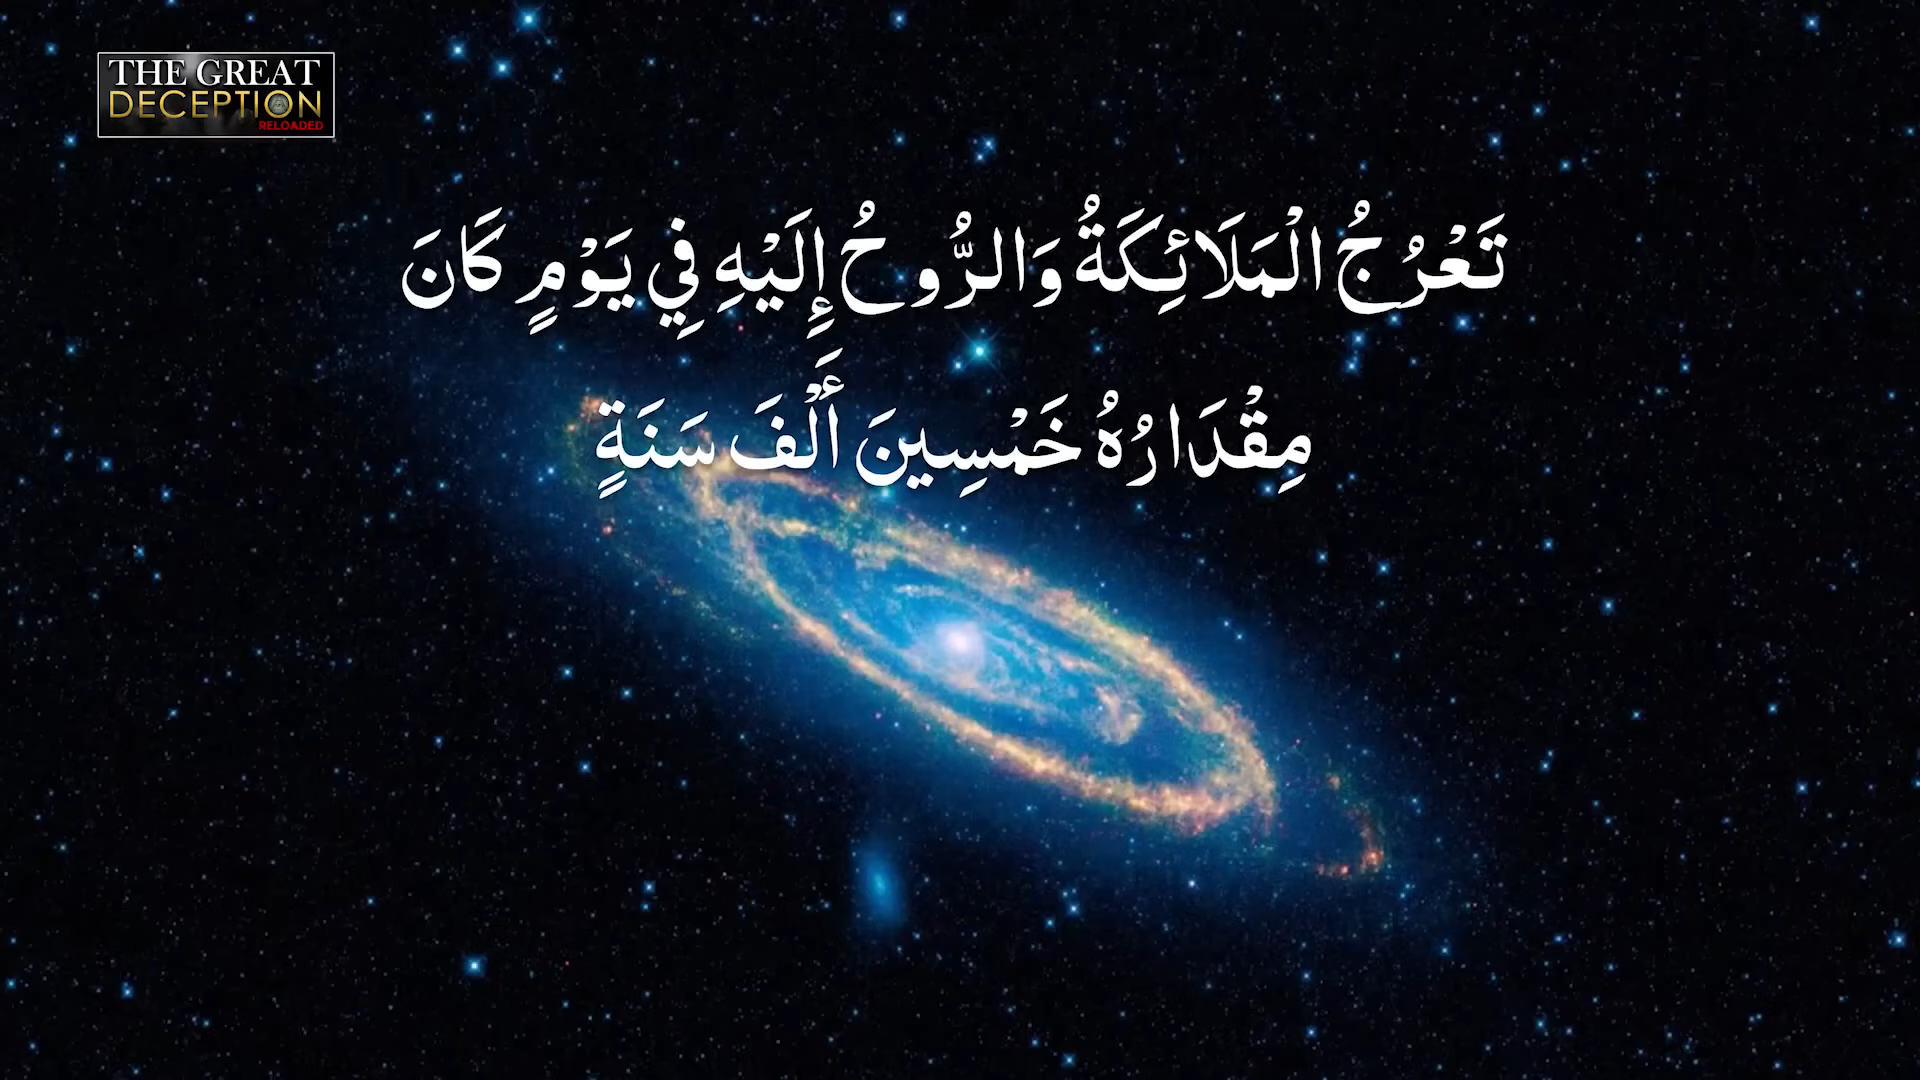 THE GREAT
DECEPTION
RELOADED
تَعْرُجُ الْمَلَائِكَةُ وَالرُّوحُ إِلَيْهِ فِي يَوْمٍ كَانَ
مِقْدَارُهُ خَمْسِينَ أَلْفَ سَنَةٍ